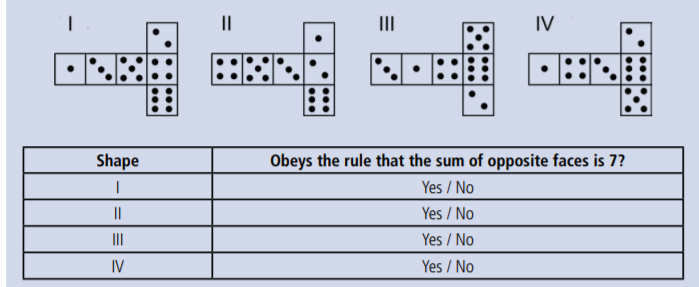 I II III IV
Shape Obeys the rule that the sum of opposite faces is 7?
I Yes / No
II Yes / No
III Yes / No
IV Yes / No